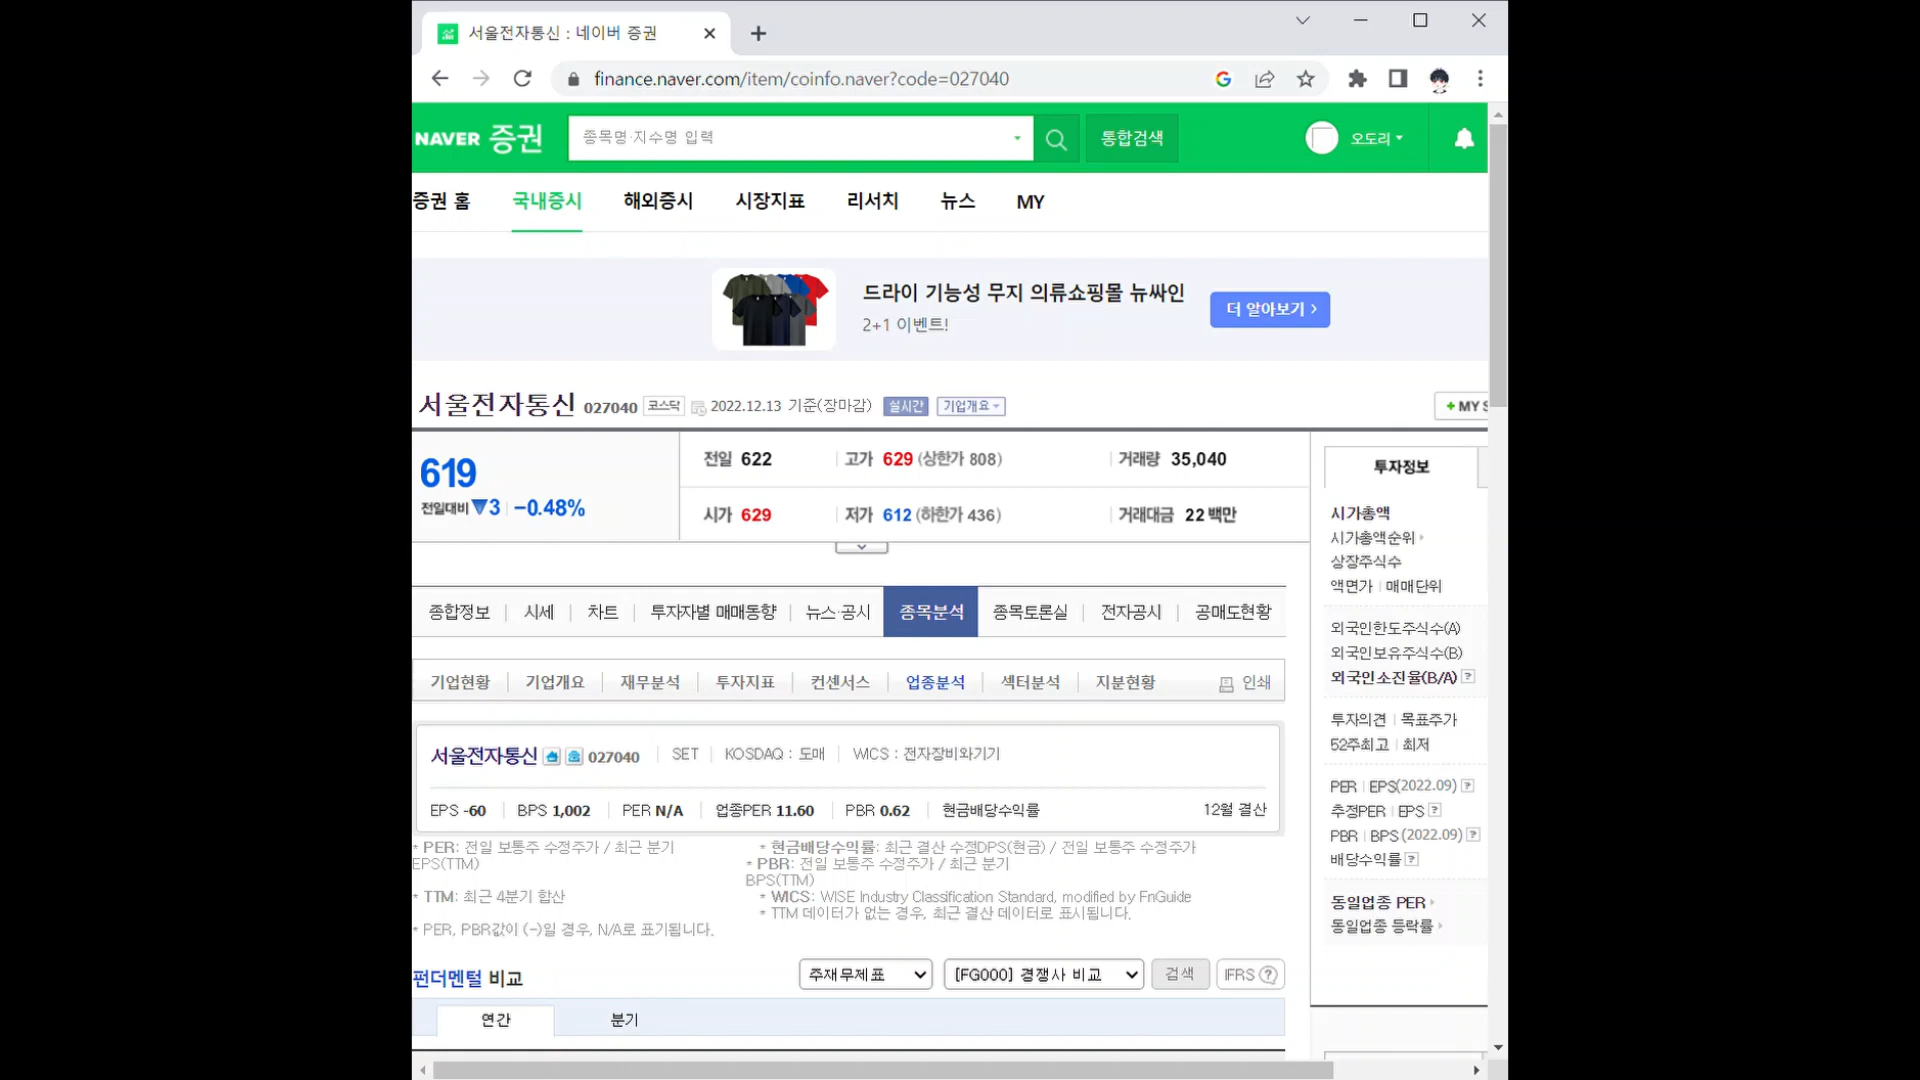 서울전자통신 : 네이버 증권
finance.naver.com/item/coinfo.naver?code=027040
NAVER 증권
종목명·지수명 입력
통합검색
오도리
증권 홈 국내증시 해외증시 시장지표 리서치 뉴스 MY
드라이 기능성 무지 의류쇼핑몰 뉴싸인
2+1 이벤트!
더 알아보기 >
서울전자통신 027040 코스닥 2022.12.13 기준(장마감) 실시간 기업개요
+ MY S
619
전일대비 ▼3 | -0.48%
전일 622 | 고가 629 (상한가 808) | 거래량 35,040
시가 629 | 저가 612 (하한가 436) | 거래대금 22 백만
투자정보
시가총액
시가총액순위
상장주식수
액면가 | 매매단위
외국인한도주식수(A)
외국인보유주식수(B)
외국인소진율(B/A) ?
투자의견 | 목표주가
52주최고 | 최저
PER | EPS(2022.09) ?
추정PER | EPS ?
PBR | BPS(2022.09) ?
배당수익률 ?
동일업종 PER
동일업종 등락률
종합정보 | 시세 | 차트 | 투자자별 매매동향 | 뉴스·공시 종목분석 종목토론실 | 전자공시 | 공매도현황
기업현황 | 기업개요 | 재무분석 | 투자지표 | 컨센서스 | 업종분석 | 섹터분석 | 지분현황 인쇄
서울전자통신 027040 | SET | KOSDAQ : 도매 | WICS : 전자장비와기기
EPS -60 | BPS 1,002 | PER N/A | 업종PER 11.60 | PBR 0.62 | 현금배당수익률 12월 결산
* PER: 전일 보통주 수정주가 / 최근 분기
EPS(TTM)
* TTM: 최근 4분기 합산
* PER, PBR값이 (-)일 경우, N/A로 표기됩니다.
* 현금배당수익률: 최근 결산 수정DPS(현금) / 전일 보통주 수정주가
* PBR: 전일 보통주 수정주가 / 최근 분기
BPS(TTM)
* WICS: WISE Industry Classification Standard, modified by FnGuide
* TTM 데이터가 없는 경우, 최근 결산 데이터로 표시됩니다.
펀더멘털 비교
주재무제표 [FG000] 경쟁사 비교 검색 IFRS ?
연간 분기